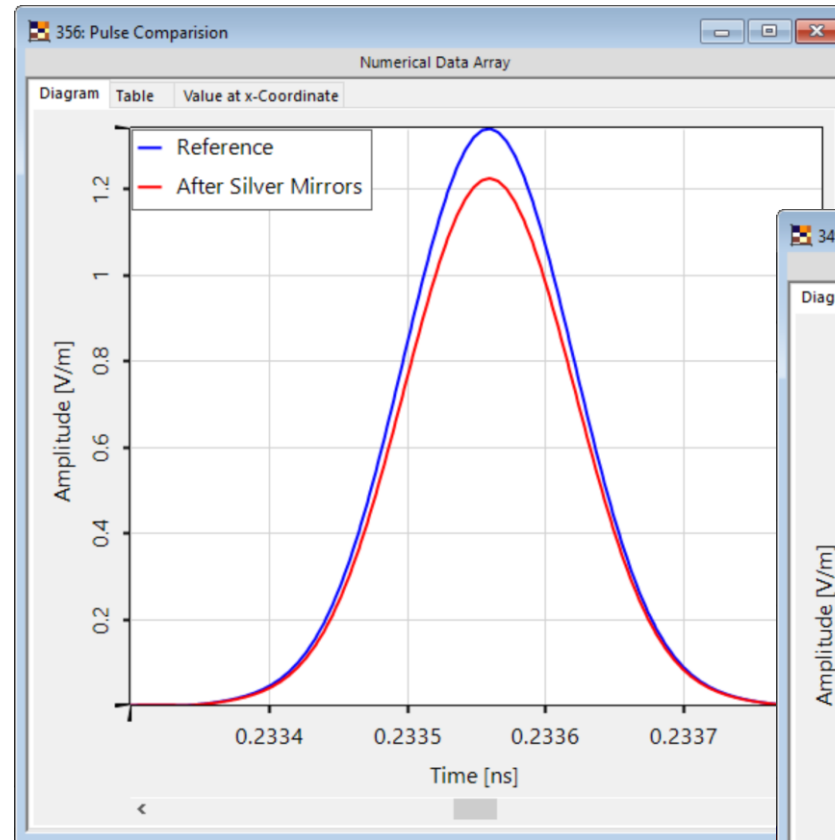 356: Pulse Comparision
Numerical Data Array
Diagram Table Value at x-Coordinate
Reference
After Silver Mirrors
1.2
1
0.8
0.6
0.4
0.2
Amplitude [V/m]
0.2334 0.2335 0.2336 0.2337
Time [ns]
34
Diag
Amplitude [V/m]